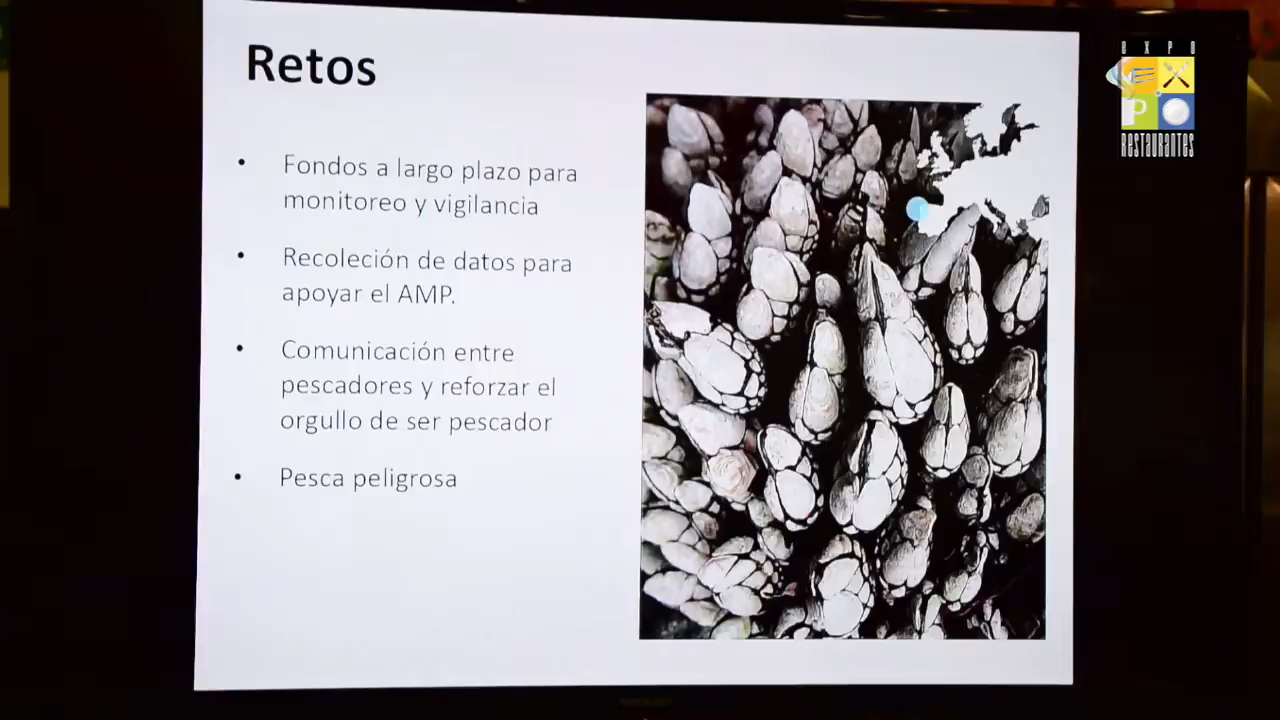 Retos
• Fondos a largo plazo para
monitoreo y vigilancia
• Recoleción de datos para
apoyar el AMP.
• Comunicación entre
pescadores y reforzar el
orgullo de ser pescador
• Pesca peligrosa
EXPO
P
RESTAURANTES